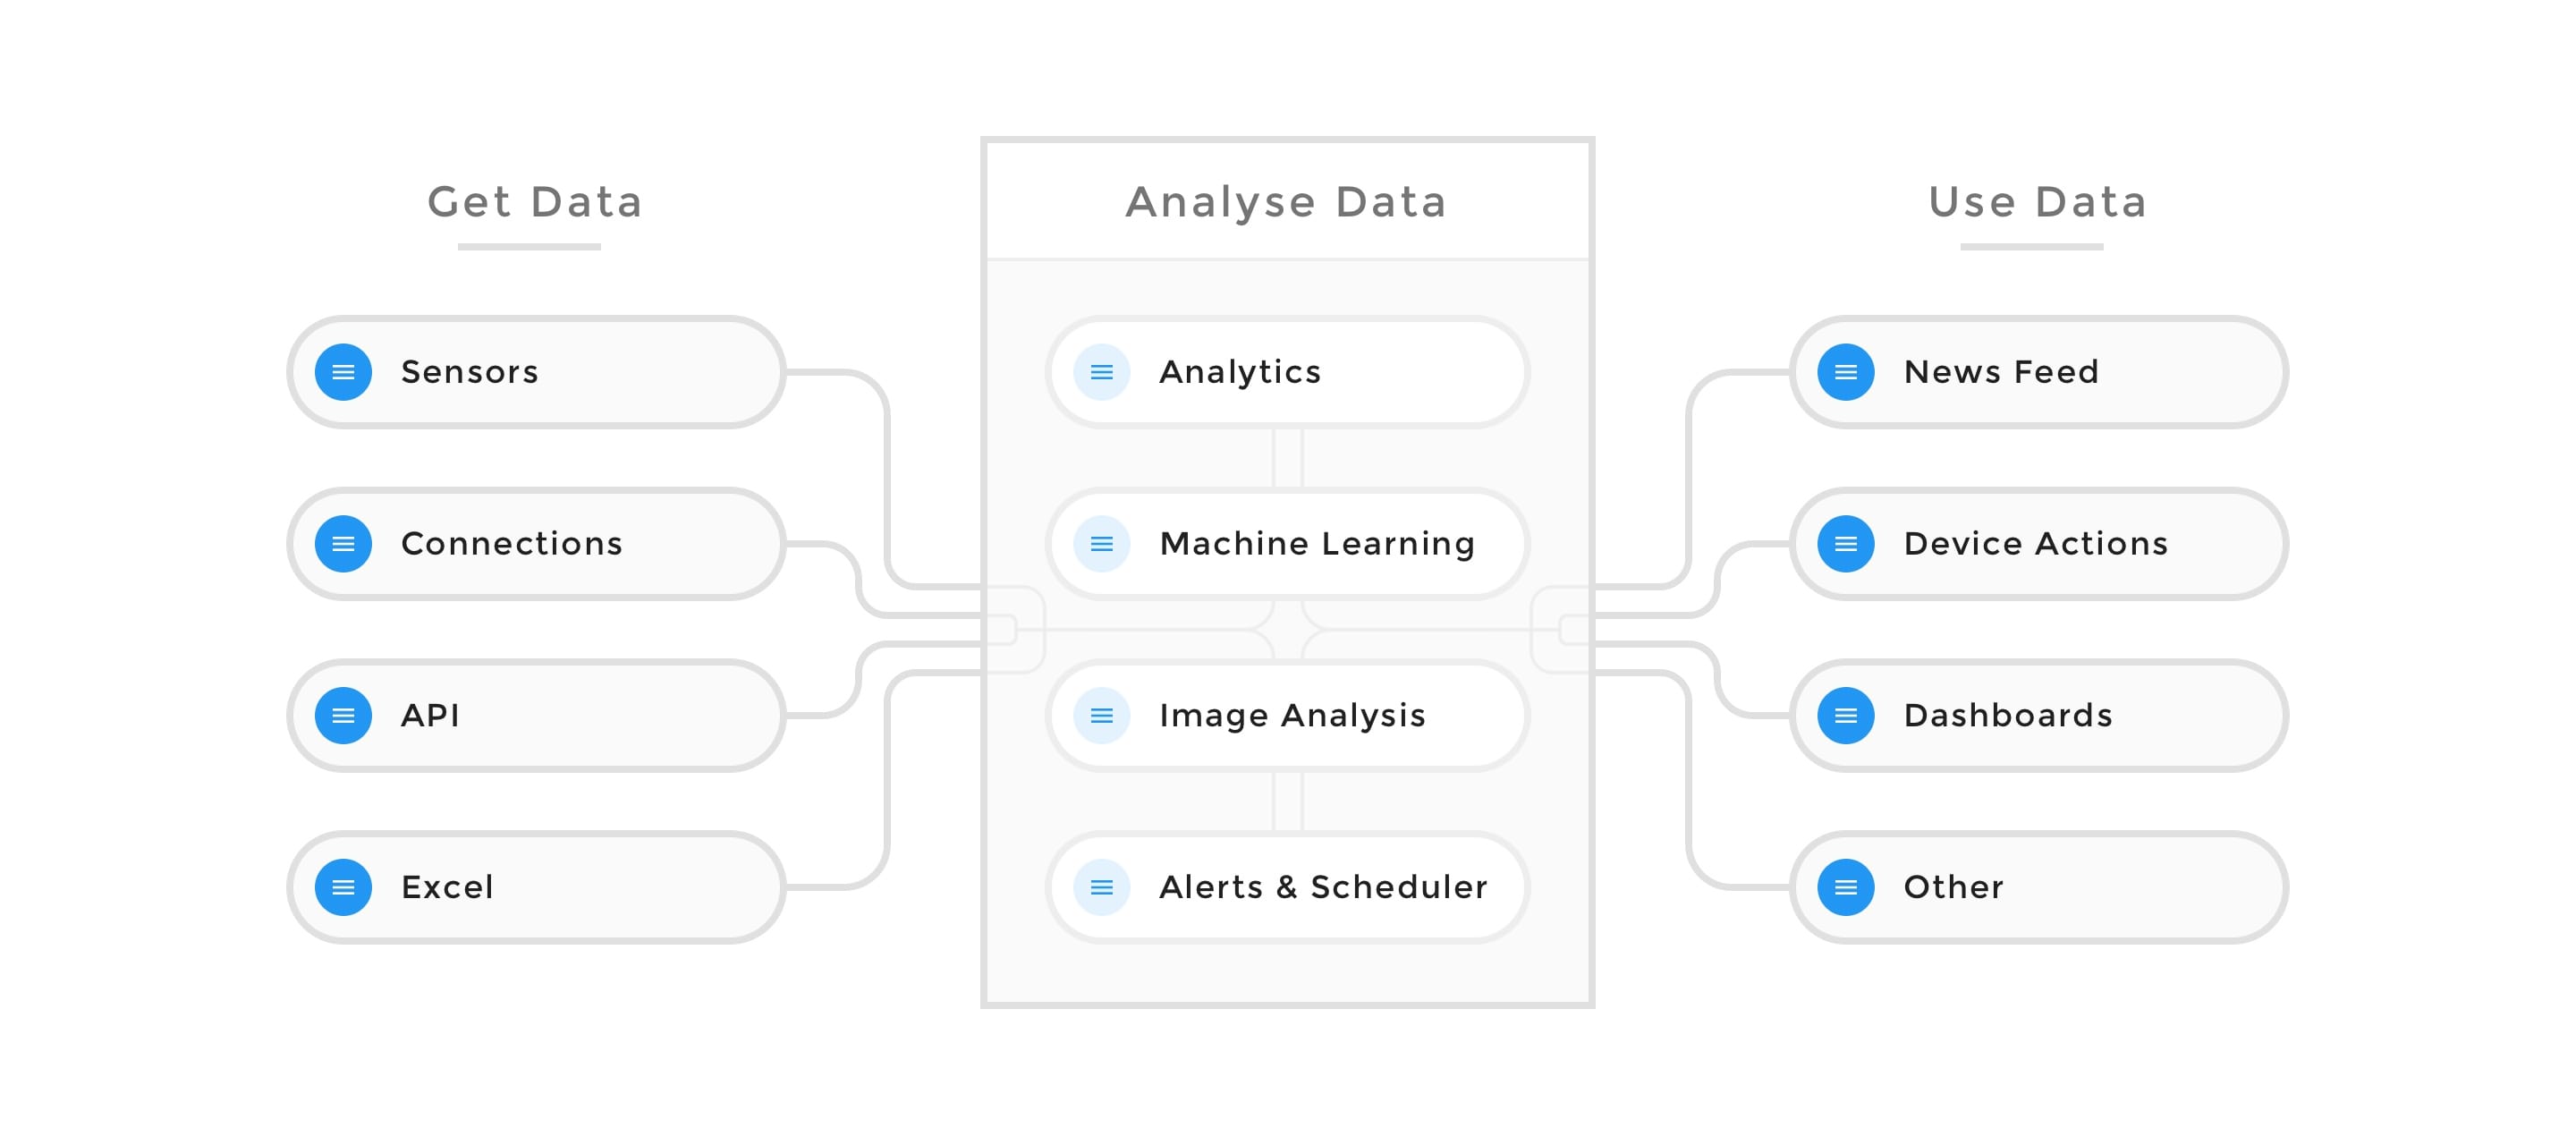 Get Data
Sensors
Connections
API
Excel
Analyse Data
Analytics
Machine Learning
Image Analysis
Alerts & Scheduler
Use Data
News Feed
Device Actions
Dashboards
Other